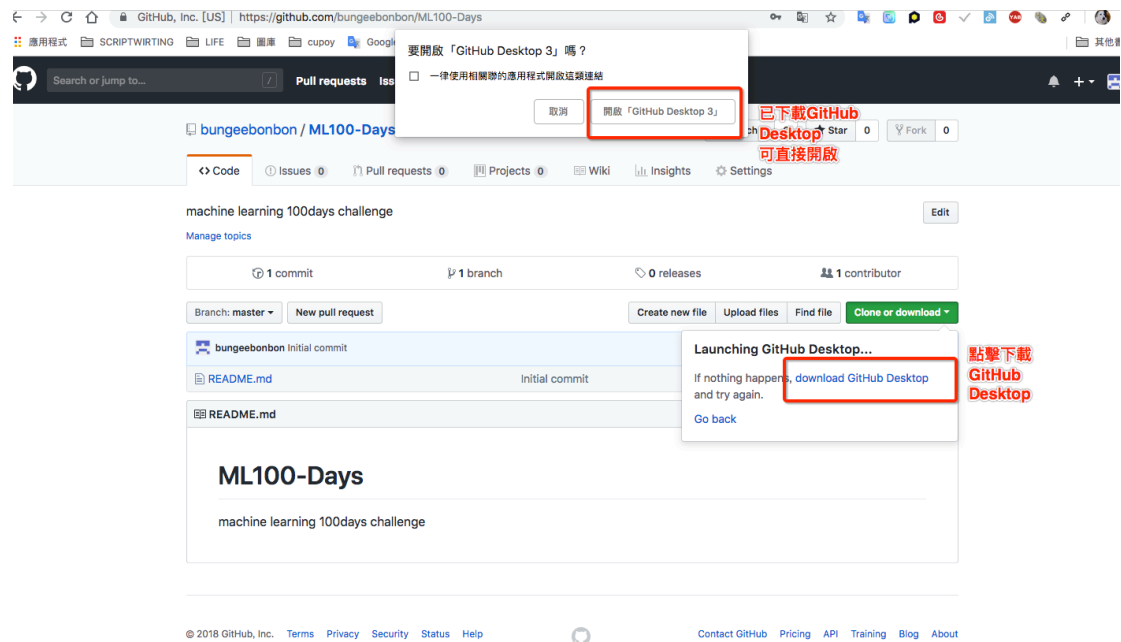 GitHub, Inc. [US] | https://github.com/bungeebonbon/ML100-Days
應用程式 SCRIPTWIRTING LIFE 圖庫 cupoy Google 其他書
要開啟「GitHub Desktop 3」嗎？
一律使用相關聯的應用程式開啟這類連結
取消 開啟「GitHub Desktop 3」
已下載GitHub
Desktop
可直接開啟
Search or jump to... / Pull requests Iss
bungeebonbon / ML100-Days
Star 0 Fork 0
Code Issues 0 Pull requests 0 Projects 0 Wiki Insights Settings
machine learning 100days challenge Edit
Manage topics
1 commit 1 branch 0 releases 1 contributor
Branch: master New pull request Create new file Upload files Find file Clone or download
bungeebonbon Initial commit
README.md Initial commit
Launching GitHub Desktop...
If nothing happens, download GitHub Desktop
and try again.
Go back
點擊下載
GitHub
Desktop
README.md
ML100-Days
machine learning 100days challenge
© 2018 GitHub, Inc. Terms Privacy Security Status Help Contact GitHub Pricing API Training Blog About